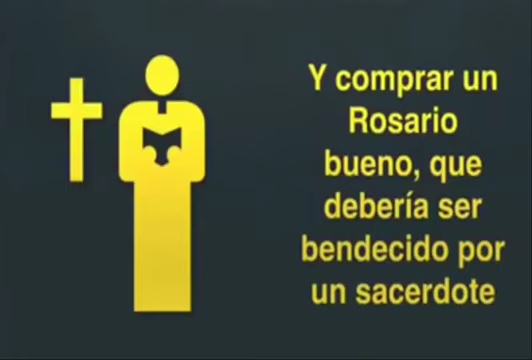 Y comprar un
Rosario
bueno, que
debería ser
bendecido por
un sacerdote